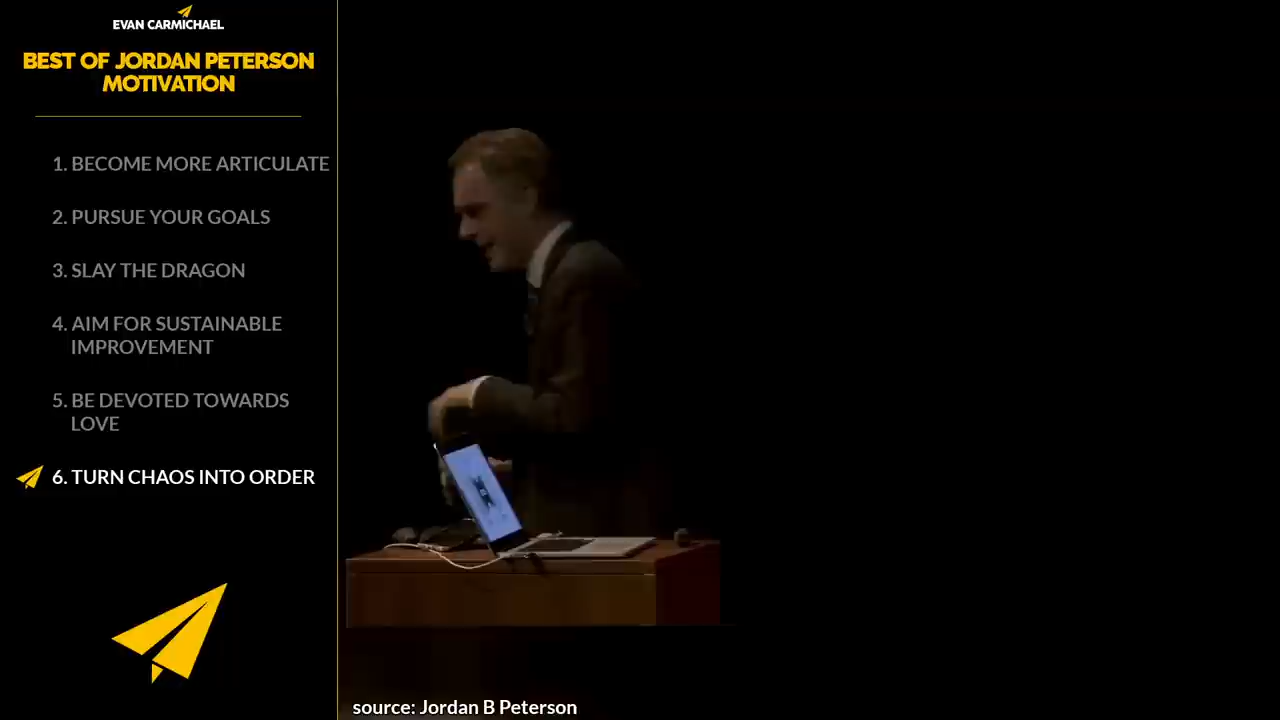 EVAN CARMICHAEL
BEST OF JORDAN PETERSON
MOTIVATION
1. BECOME MORE ARTICULATE
2. PURSUE YOUR GOALS
3. SLAY THE DRAGON
4. AIM FOR SUSTAINABLE
IMPROVEMENT
5. BE DEVOTED TOWARDS
LOVE
6. TURN CHAOS INTO ORDER
source: Jordan B Peterson